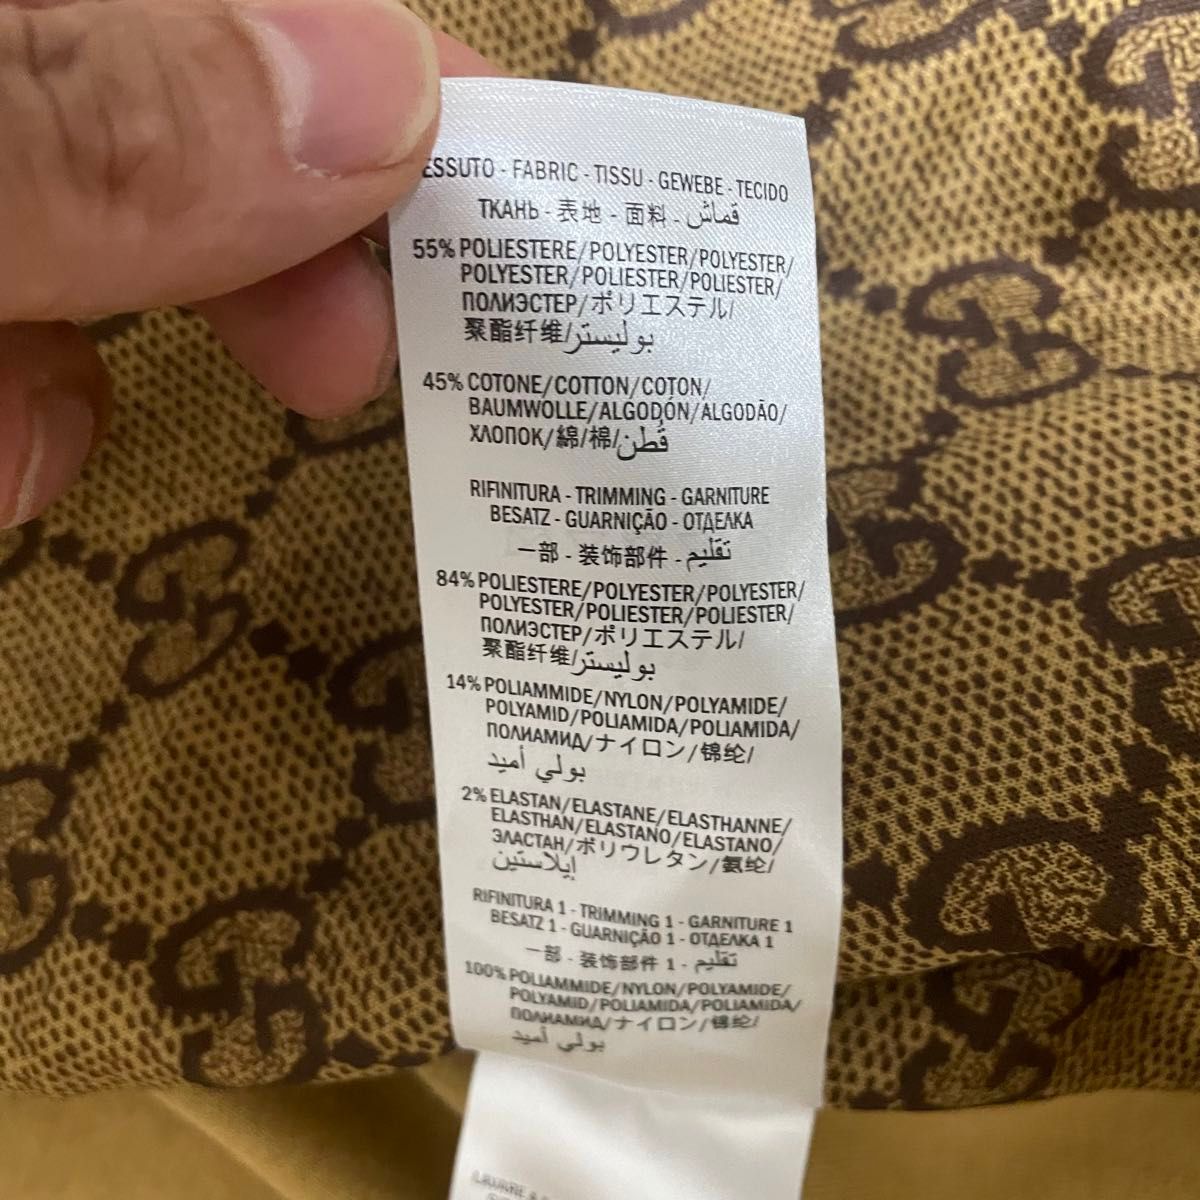 ESSUTO - FABRIC - TISSU - GEWEBE - TECIDO
ТКАНЬ - 表地 - 面料 - قماش
55% POLIESTERE/POLYESTER/POLYESTER/
POLYESTER/POLIESTER/POLIESTER/
ПОЛИЭСТЕР/ポリエステル/
聚酯纤维/بوليستر
45% COTONE/COTTON/COTON/
BAUMWOLLE/ALGODÓN/ALGODÃO/
ХЛОПОК/綿/棉/قُطن
RIFINITURA - TRIMMING - GARNITURE
BESATZ - GUARNIÇÃO - ОТДЕЛКА
一部 - 装饰部件 - تقليم
84% POLIESTERE/POLYESTER/POLYESTER/
POLYESTER/POLIESTER/POLIESTER/
ПОЛИЭСТЕР/ポリエステル/
聚酯纤维/بوليستر
14% POLIAMMIDE/NYLON/POLYAMIDE/
POLYAMID/POLIAMIDA/POLIAMIDA/
ПОЛИАМИД/ナイロン/锦纶/
بولي أميد
2% ELASTAN/ELASTANE/ELASTHANNE/
ELASTHAN/ELASTANO/ELASTANO/
ЭЛАСТАН/ポリウレタン/氨纶/
إيلاستين
RIFINITURA 1 - TRIMMING 1 - GARNITURE 1
BESATZ 1 - GUARNIÇÃO 1 - ОТДЕЛКА 1
一部 - 装饰部件 1 - تقليم
100% POLIAMMIDE/NYLON/POLYAMIDE/
POLYAMID/POLIAMIDA/POLIAMIDA/
ПОЛИАМИД/ナイロン/锦纶/
بولي أميد